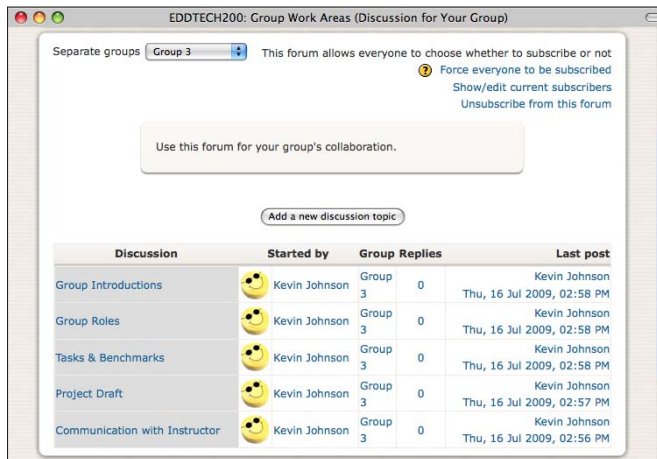 EDDTECH200: Group Work Areas (Discussion for Your Group)
Separate groups Group 3 This forum allows everyone to choose whether to subscribe or not
? Force everyone to be subscribed
Show/edit current subscribers
Unsubscribe from this forum
Use this forum for your group's collaboration.
Add a new discussion topic
Discussion Started by Group Replies Last post
Group Introductions Kevin Johnson Group 3 0 Kevin Johnson
Thu, 16 Jul 2009, 02:58 PM
Group Roles Kevin Johnson Group 3 0 Kevin Johnson
Thu, 16 Jul 2009, 02:58 PM
Tasks & Benchmarks Kevin Johnson Group 3 0 Kevin Johnson
Thu, 16 Jul 2009, 02:58 PM
Project Draft Kevin Johnson Group 3 0 Kevin Johnson
Thu, 16 Jul 2009, 02:57 PM
Communication with Instructor Kevin Johnson Group 3 0 Kevin Johnson
Thu, 16 Jul 2009, 02:56 PM